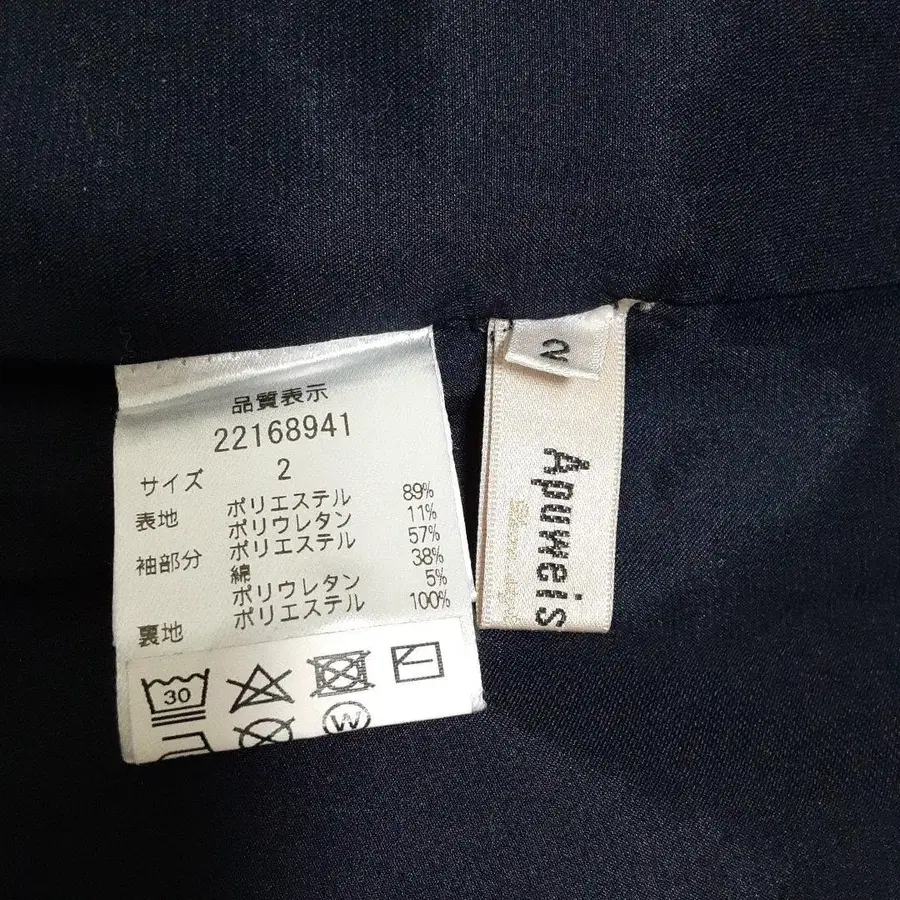 品質表示
22168941
サイズ 2
表地 ポリエステル 89%
ポリウレタン 11%
袖部分 ポリエステル 57%
綿 38%
ポリウレタン 5%
裏地 ポリエステル 100%
30
W
2
Apuweis